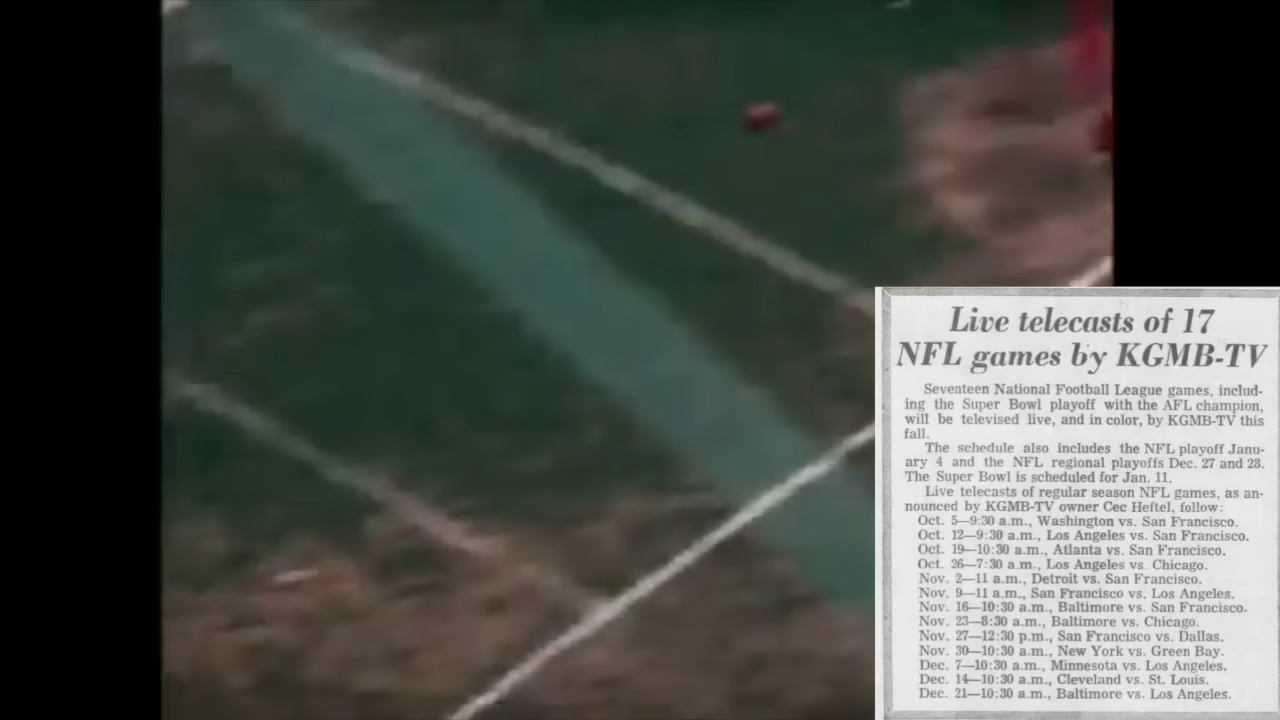 Live telecasts of 17
NFL games by KGMB-TV
Seventeen National Football League games, includ-
ing the Super Bowl playoff with the AFL champion,
will be televised live, and in color, by KGMB-TV this
fall.
The schedule also includes the NFL playoff Janu-
ary 4 and the NFL regional playoffs Dec. 27 and 28.
The Super Bowl is scheduled for Jan. 11.
Live telecasts of regular season NFL games, as an-
nounced by KGMB-TV owner Cec Heftel, follow:
Oct. 5—9:30 a.m., Washington vs. San Francisco.
Oct. 12—9:30 a.m., Los Angeles vs. San Francisco.
Oct. 19—10:30 a.m., Atlanta vs. San Francisco.
Oct. 26—7:30 a.m., Los Angeles vs. Chicago.
Nov. 2—11 a.m., Detroit vs. San Francisco.
Nov. 9—11 a.m., San Francisco vs. Los Angeles.
Nov. 16—10:30 a.m., Baltimore vs. San Francisco.
Nov. 23—8:30 a.m., Baltimore vs. Chicago.
Nov. 27—12:30 p.m., San Francisco vs. Dallas.
Nov. 30—10:30 a.m., New York vs. Green Bay.
Dec. 7—10:30 a.m., Minnesota vs. Los Angeles.
Dec. 14—10:30 a.m., Cleveland vs. St. Louis.
Dec. 21—10:30 a.m., Baltimore vs. Los Angeles.